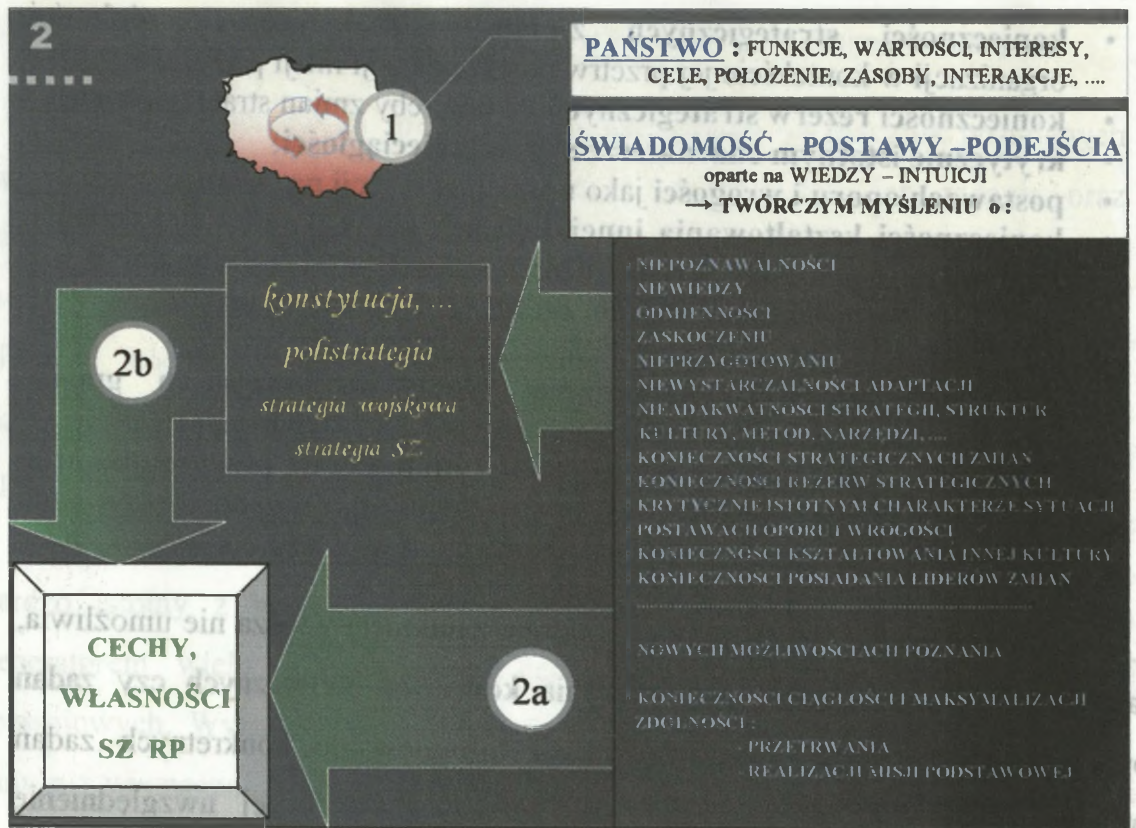 2
PAŃSTWO : FUNKCJE, WARTOŚCI, INTERESY,
CELE, POŁOŻENIE, ZASOBY, INTERAKCJE, ....
1
ŚWIADOMOŚĆ – POSTAWY –PODEJŚCIA
oparte na WIEDZY – INTUICJI
→ TWÓRCZYM MYŚLENIU o :
NIEPOZNAWALNOŚCI
NIEWIEDZY
ODMIENNOŚCI
ZASKOCZENIU
NIEPRZYGOTOWANIU
NIEWYSTARCZALNOŚCI ADAPTACJI
NIEADAKWATNOŚCI STRATEGII, STRUKTUR
KULTURY, METOD, NARZĘDZI, ....
KONIECZNOŚCI STRATEGICZNYCH ZMIAN
KONIECZNOŚCI REZERW STRATEGICZNYCH
KRYTYCZNIE ISTOTNYM CHARAKTERZE SYTUACJI
POSTAWACH OPORU I WROGOŚCI
KONIECZNOŚCI KSZTAŁTOWANIA INNEJ KULTURY
KONIECZNOŚCI POSIADANIA LIDERÓW ZMIAN
NOWYCH MOŻLIWOŚCIACH POZNANIA
KONIECZNOŚCI CIĄGŁOŚCI I MAKSYMALIZACJI
ZDOLNOŚCI :
- PRZETRWANIA
- REALIZACJI MISJI PODSTAWOWEJ
konstytucja, ...
polistrategia
strategia wojskowa
strategia SZ
2b
2a
CECHY,
WŁASNOŚCI
SZ RP